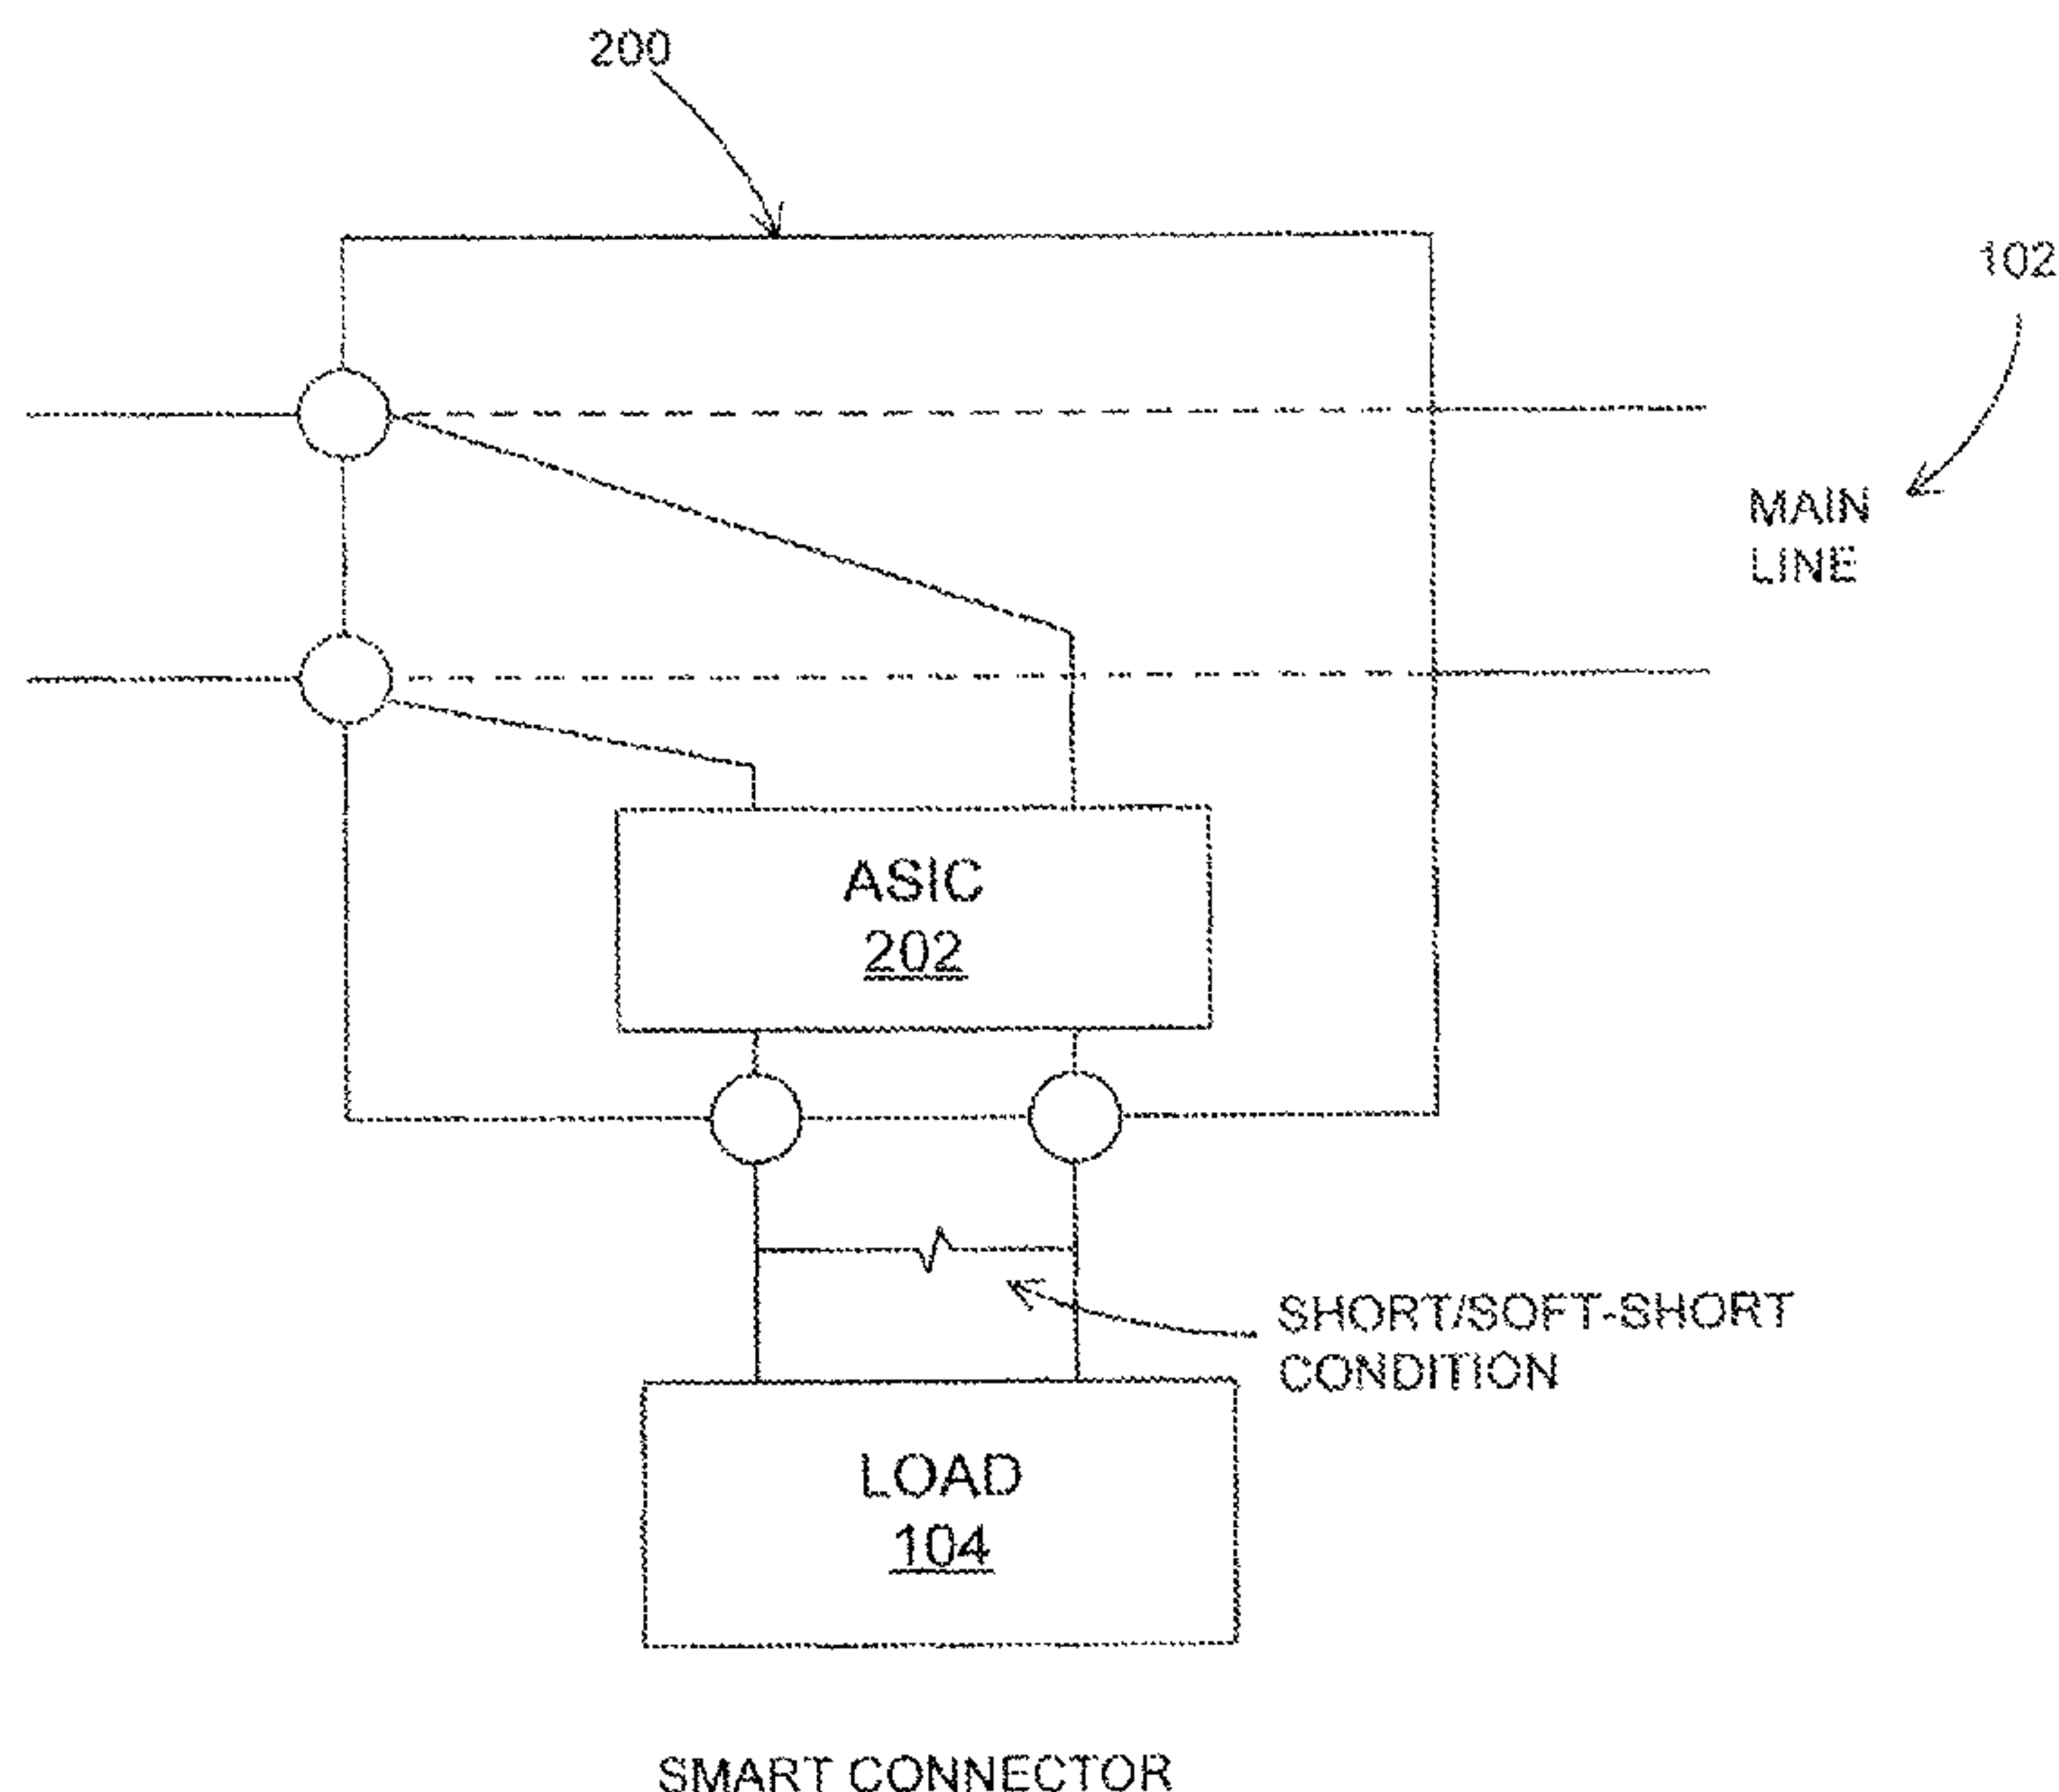 200
102
MAIN
LINE
ASIC
202
SHORT/SOFT-SHORT
CONDITION
LOAD
104
SMART CONNECTOR